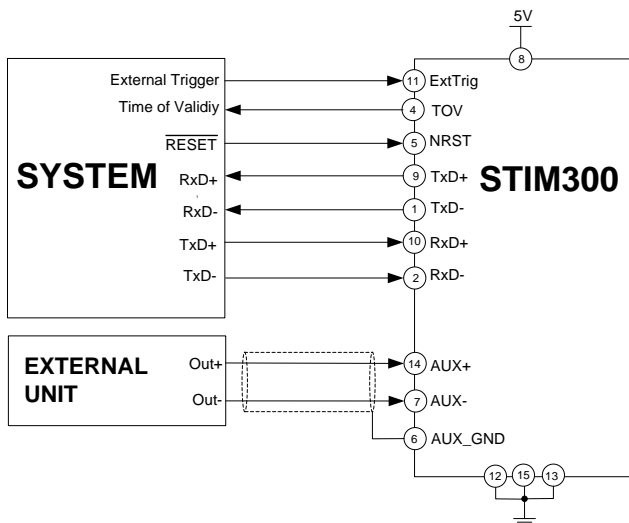 5V
8
External Trigger
11 ExtTrig
Time of Validiy
4 TOV
RESET
5 NRST
SYSTEM
STIM300
RxD+
9 TxD+
RxD-
1 TxD-
TxD+
10 RxD+
TxD-
2 RxD-
EXTERNAL
UNIT
Out+
14 AUX+
Out-
7 AUX-
6 AUX_GND
12 15 13